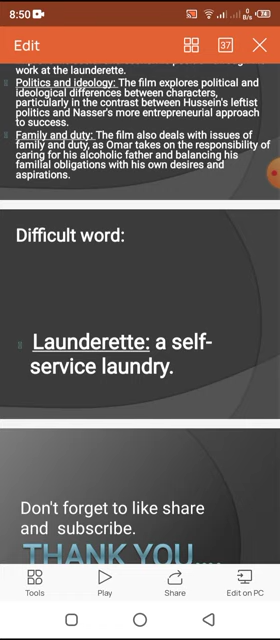 8:50
Edit
37
work at the launderette.
Politics and ideology: The film explores political and
ideological differences between characters,
particularly in the contrast between Hussein's leftist
politics and Nasser's more entrepreneurial approach
to success.
Family and duty: The film also deals with issues of
family and duty, as Omar takes on the responsibility of
caring for his alcoholic father and balancing his
familial obligations with his own desires and
aspirations.
Difficult word:
Launderette: a self-
service laundry.
Don't forget to like share
and subscribe.
THANK YOU....
Tools
Play
Share
Edit on PC